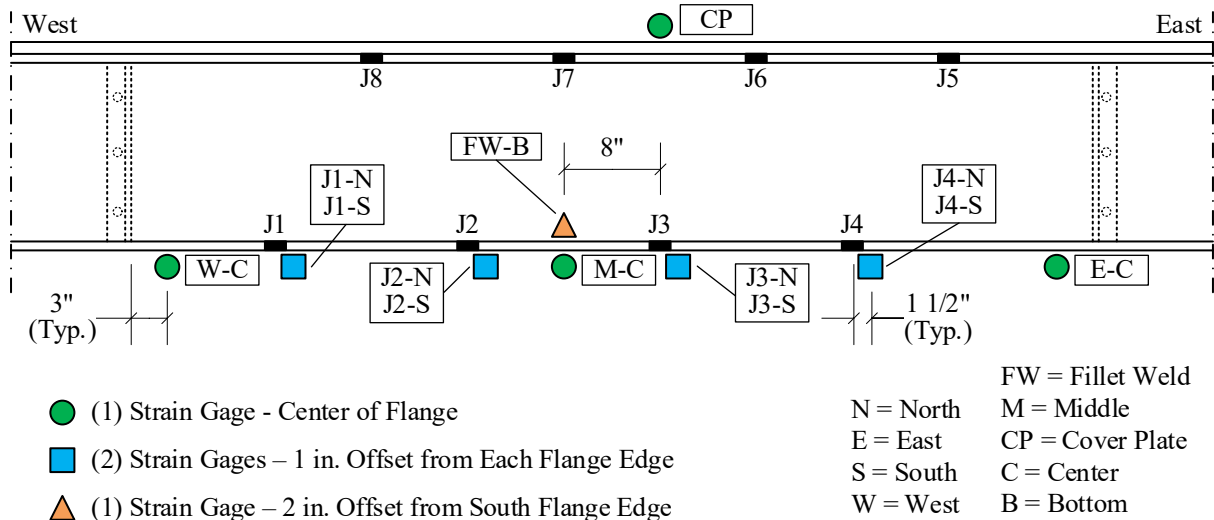 West
CP
East
J8
J7
J6
J5
FW-B
8"
J1-N
J1-S
J4-N
J4-S
J1
J2
J3
J4
W-C
J2-N
J2-S
M-C
J3-N
J3-S
E-C
3"
(Typ.)
1 1/2"
(Typ.)
(1) Strain Gage - Center of Flange
(2) Strain Gages – 1 in. Offset from Each Flange Edge
(1) Strain Gage – 2 in. Offset from South Flange Edge
N = North
E = East
S = South
W = West
FW = Fillet Weld
M = Middle
CP = Cover Plate
C = Center
B = Bottom